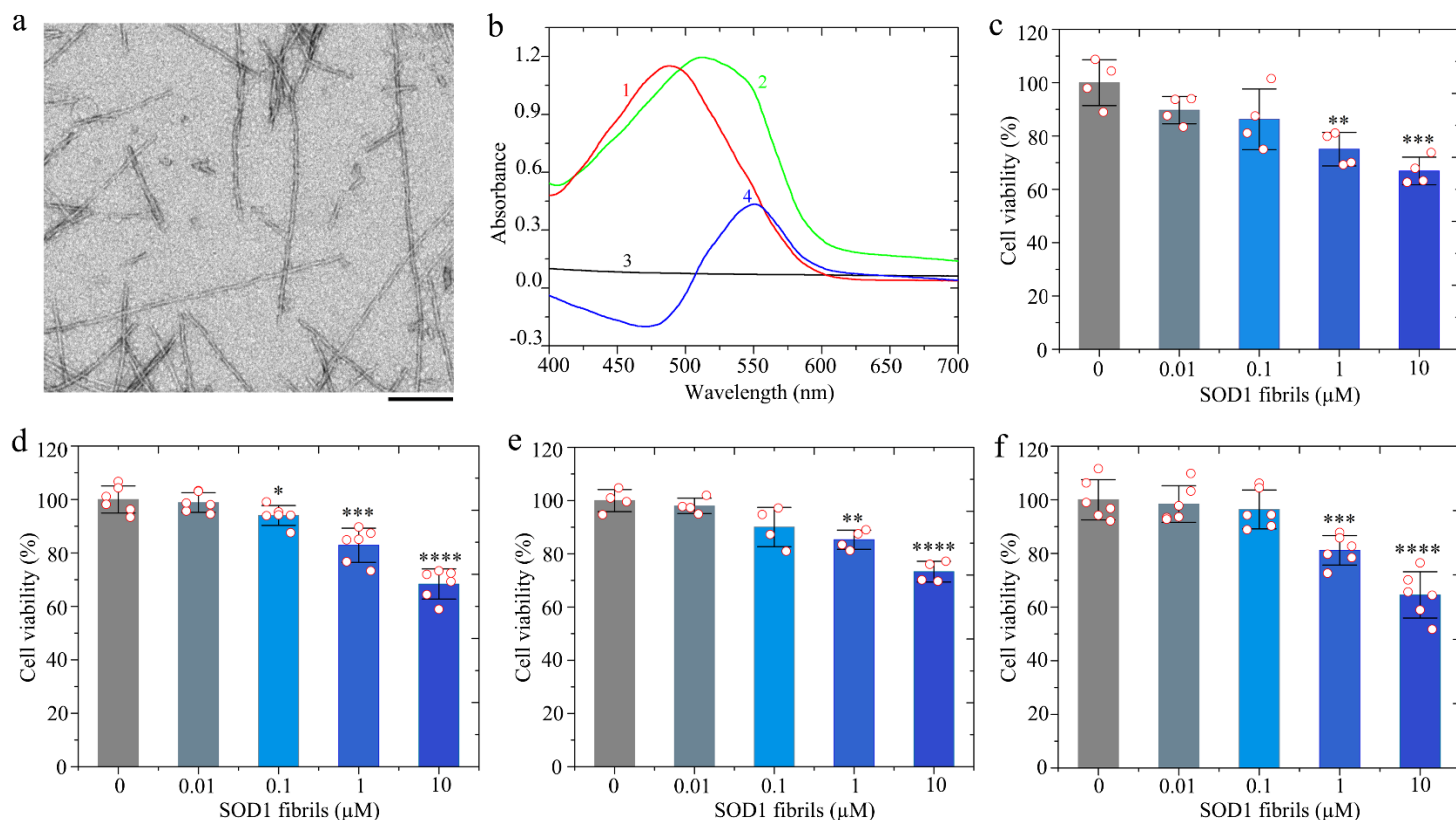 a
b
1.2
0.9
0.6
0.3
0.0
-0.3
Absorbance
1
2
3
4
400 450 500 550 600 650 700
Wavelength (nm)
c
120
100
80
60
40
20
0
Cell viability (%)
**
***
0 0.01 0.1 1 10
SOD1 fibrils (µM)
d
120
100
80
60
40
20
0
Cell viability (%)
*
***
****
0 0.01 0.1 1 10
SOD1 fibrils (µM)
e
120
100
80
60
40
20
0
Cell viability (%)
**
****
0 0.01 0.1 1 10
SOD1 fibrils (µM)
f
120
100
80
60
40
20
0
Cell viability (%)
***
****
0 0.01 0.1 1 10
SOD1 fibrils (µM)